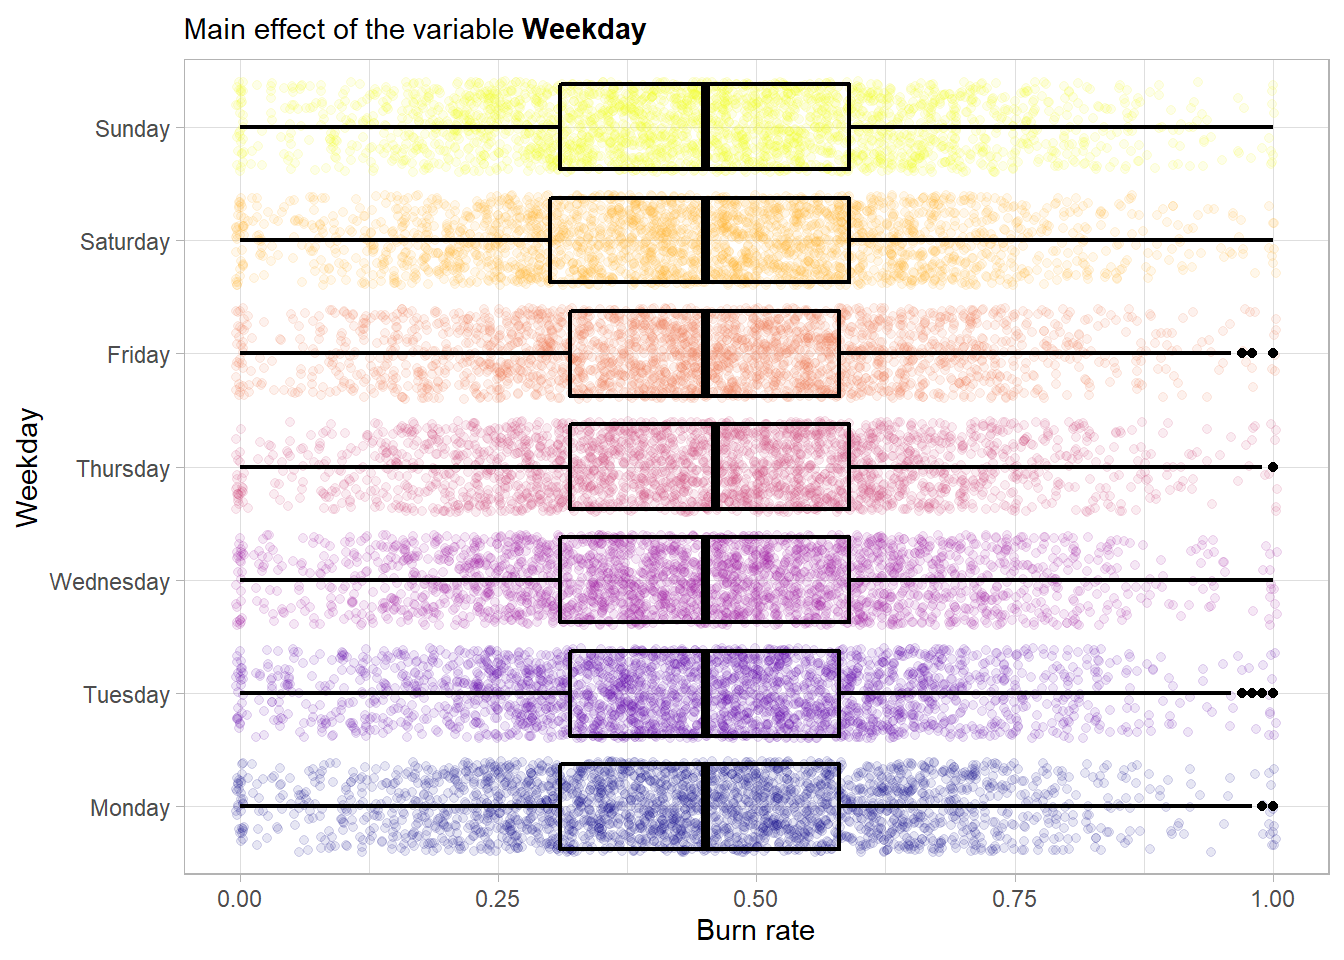 Main effect of the variable Weekday
Weekday
Sunday
Saturday
Friday
Thursday
Wednesday
Tuesday
Monday
0.00 0.25 0.50 0.75 1.00
Burn rate